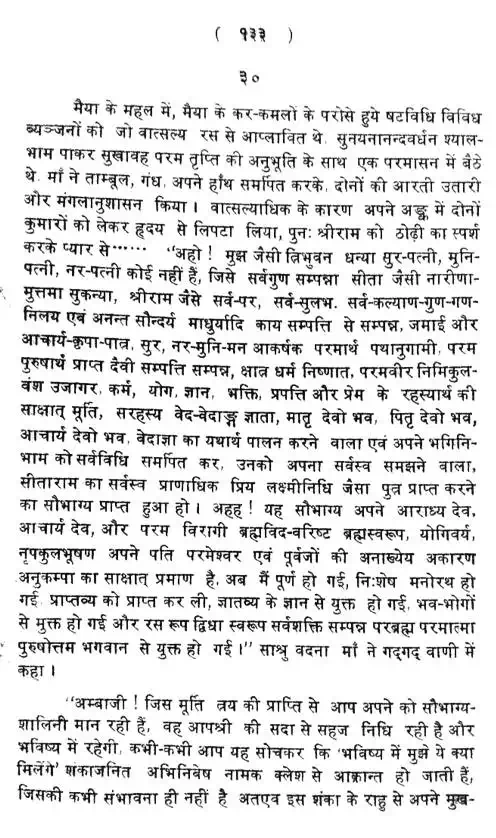 ( १३३ )
३०
मैया के महल में, मैया के कर-कमलों के परोसे हुये षटविधि विविध
ब्यञ्जनों को जो वात्सल्य रस से आप्लावित थे, सुनयनानन्दवर्धन श्याल-
भाम पाकर सुखावह परम तृप्ति की अनुभूति के साथ एक परमासन में बैठे
थे. माँ ने ताम्बूल, गंध, अपने हाँथ समर्पित करके, दोनों की आरती उतारी
और मंगलानुशासन किया । वात्सल्याधिक के कारण अपने अङ्क में दोनों
कुमारों को लेकर हृदय से लिपटा लिया, पुनः श्रीराम को ठोढ़ी का स्पर्श
करके प्यार से...... "अहो ! मुझ जैसी त्रिभुवन धन्या सुर-पत्नी, मुनि-
पत्नी, नर-पत्नी कोई नहीं हैं, जिसे सर्वगुण सम्पन्ना सीता जैसी नारीणा-
मुत्तमा सुकन्या, श्रीराम जैसे सर्व-पर, सर्व-सुलभ. सर्व-कल्याण-गुण-गण-
निलय एवं अनन्त सौन्दर्य माधुर्यादि काय सम्पत्ति से सम्पन्न, जमाई और
आचार्य-कृपा-पात्र, सुर, नर-मुनि-मन आकर्षक परमार्थ पथानुगामी, परम
पुरुषार्थ प्राप्त दैवी सम्पत्ति सम्पन्न, क्षात्र धर्म निष्णात, परमवीर निमिकुल-
वंश उजागर, कर्म, योग, ज्ञान, भक्ति, प्रपत्ति और प्रेम के रहस्यार्थ की
साक्षात् मूर्ति, सरहस्य वेद-वेदाङ्ग ज्ञाता, मातृ देवो भव, पितृ देवो भव,
आचार्य देवो भव, वेदाज्ञा का यथार्थ पालन करने वाला एवं अपने भगिनि-
भाम को सर्वविधि समर्पित कर, उनको अपना सर्वस्व समझने वाला,
सीताराम का सर्वस्व प्राणाधिक प्रिय लक्ष्मीनिधि जैसा पुत्र प्राप्त करने
का सौभाग्य प्राप्त हुआ हो । अहह ! यह सौभाग्य अपने आराध्य देव,
आचार्य देव, और परम विरागी ब्रह्मविद-वरिष्ट ब्रह्मस्वरूप, योगिवर्य,
नृपकुलभूषण अपने पति परमेश्वर एवं पूर्वजों की अनाख्येय अकारण
अनुकम्पा का साक्षात् प्रमाण है, अब मैं पूर्ण हो गई, निःशेष मनोरथ हो
गई, प्राप्तव्य को प्राप्त कर ली, ज्ञातव्य के ज्ञान से युक्त हो गई, भव-भोगों
से मुक्त हो गई और रस रूप द्विधा स्वरूप सर्वशक्ति सम्पन्न परब्रह्म परमात्मा
पुरुषोत्तम भगवान से युक्त हो गई ।" साश्रु वदना माँ ने गद्गद् वाणी में
कहा ।
"अम्बाजी ! जिस मूर्ति त्रय की प्राप्ति से आप अपने को सौभाग्य-
शालिनी मान रही हैं, वह आपश्री की सदा से सहज निधि रही है और
भविष्य में रहेगी, कभी-कभी आप यह सोचकर कि 'भविष्य में मुझे ये क्या
मिलेंगे' शंकाजनित अभिनिवेष नामक क्लेश से आक्रान्त हो जाती हैं,
जिसकी कभी संभावना ही नहीं है अतएव इस शंका के राहु से अपने मुख-